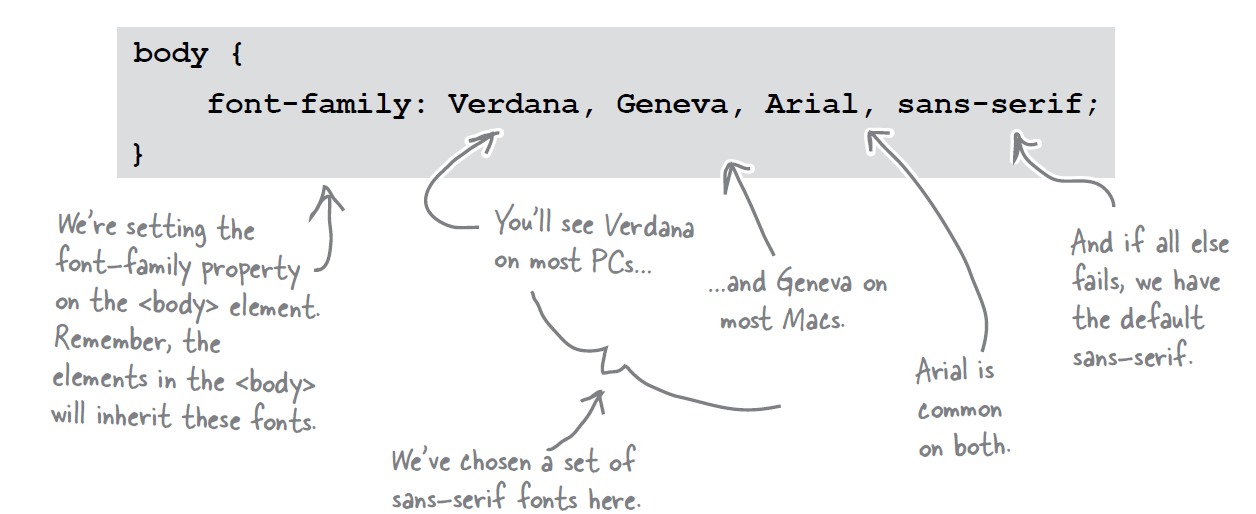 body {
font-family: Verdana, Geneva, Arial, sans-serif;
}
We're setting the
font-family property
on the <body> element.
Remember, the
elements in the <body>
will inherit these fonts.
You'll see Verdana
on most PCs...
...and Geneva on
most Macs.
Arial is
common
on both.
And if all else
fails, we have
the default
sans-serif.
We've chosen a set of
sans-serif fonts here.